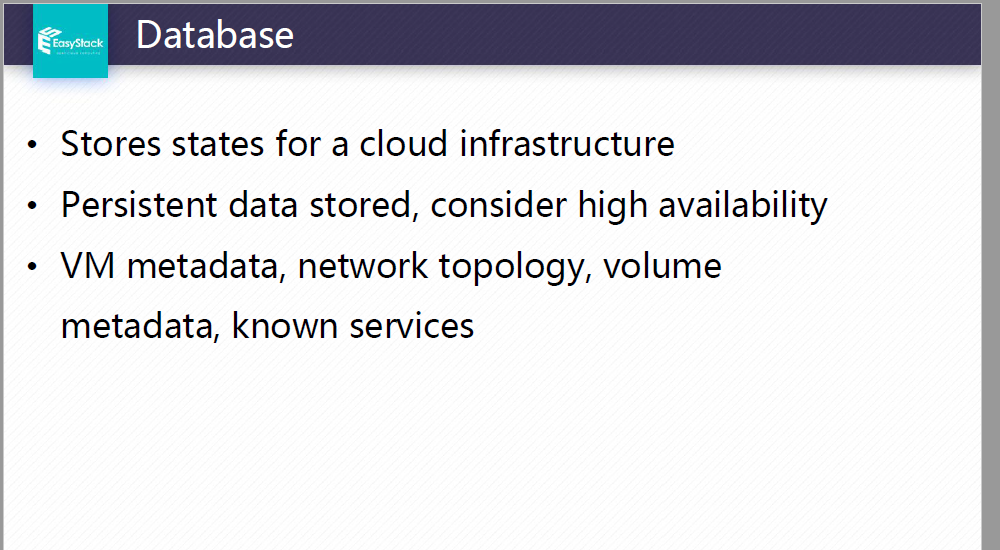 EasyStack
Database
• Stores states for a cloud infrastructure
• Persistent data stored, consider high availability
• VM metadata, network topology, volume
metadata, known services